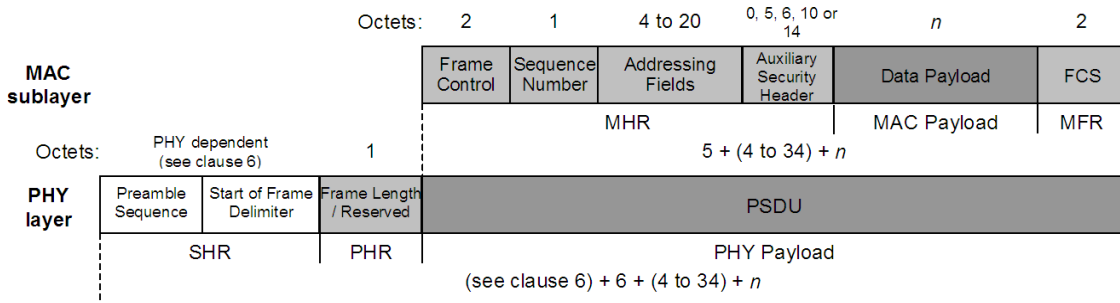 Octets: 2 1 4 to 20 0, 5, 6, 10 or 14 n 2
MAC sublayer
Frame Control
Sequence Number
Addressing Fields
Auxiliary Security Header
Data Payload
FCS
MHR MAC Payload MFR
Octets: PHY dependent (see clause 6) 1 5 + (4 to 34) + n
PHY layer
Preamble Sequence
Start of Frame Delimiter
Frame Length / Reserved
PSDU
SHR PHR PHY Payload
(see clause 6) + 6 + (4 to 34) + n